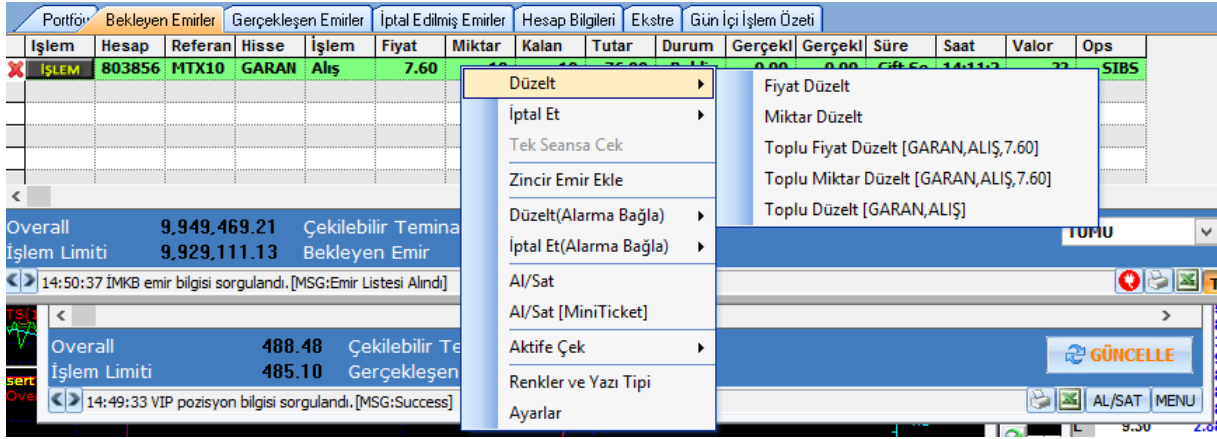 Portföy Bekleyen Emirler Gerçekleşen Emirler İptal Edilmiş Emirler Hesap Bilgileri Ekstre Gün İçi İşlem Özeti
İşlem Hesap Referan Hisse İşlem Fiyat Miktar Kalan Tutar Durum Gerçekl Gerçekl Süre Saat Valor Ops
İŞLEM 803856 MTX10 GARAN Alış 7.60 SIBS
Düzelt
İptal Et
Tek Seansa Cek
Zincir Emir Ekle
Düzelt(Alarma Bağla)
İptal Et(Alarma Bağla)
Al/Sat
Al/Sat [MiniTicket]
Aktife Çek
Renkler ve Yazı Tipi
Ayarlar
Fiyat Düzelt
Miktar Düzelt
Toplu Fiyat Düzelt [GARAN,ALIŞ,7.60]
Toplu Miktar Düzelt [GARAN,ALIŞ,7.60]
Toplu Düzelt [GARAN,ALIŞ]
Overall 9,949,469.21 Çekilebilir Temina
TÜMÜ
İşlem Limiti 9,929,111.13 Bekleyen Emir
14:50:37 İMKB emir bilgisi sorgulandı.[MSG:Emir Listesi Alındı]
Overall 488.48 Çekilebilir Te
GÜNCELLE
İşlem Limiti 485.10 Gerçekleşen
14:49:33 VIP pozisyon bilgisi sorgulandı.[MSG:Success]
AL/SAT MENU